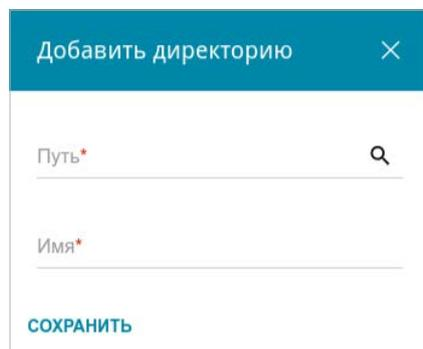 Добавить директорию
Путь*
Имя*
СОХРАНИТЬ